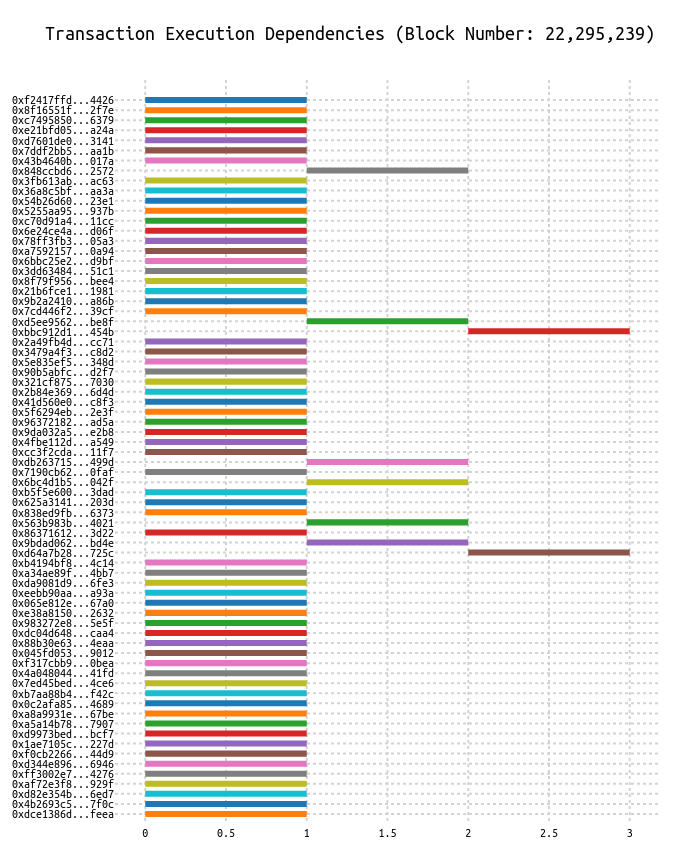 Transaction Execution Dependencies (Block Number: 22,295,239)
0xf2417ffd...4426
0x8f16551f...2f7e
0xc7495850...6379
0xe21bfd05...a24a
0xd7601de0...3141
0x7ddf2bb5...aa1b
0x43b4640b...017a
0x848ccbd6...2572
0x3fb613ab...ac63
0x36a8c5bf...aa3a
0x54b26d60...23e1
0x5255aa95...937b
0xc70d91a4...11cc
0x6e24ce4a...d06f
0x78ff3fb3...05a3
0xa7592157...0a94
0x6bbc25e2...d9bf
0x3dd63484...51c1
0x8f79f956...bee4
0x21b6fce1...1981
0x9b2a2410...a86b
0x7cd446f2...39cf
0xd5ee9562...be8f
0xbbc912d1...454b
0x2a49fb4d...cc71
0x3479a4f3...c8d2
0x5e835ef5...348d
0x90b5abfc...d2f7
0x321cf875...7030
0x2b84e369...6d4d
0x41d560e0...c8f3
0x5f6294eb...2e3f
0x96372182...ad5a
0x9da032a5...e2b8
0x4fbe112d...a549
0xcc3f2cda...11f7
0xdb263715...499d
0x7190cb62...0faf
0x6bc4d1b5...042f
0xb5f5e600...3dad
0x625a3141...203d
0x838ed9fb...6373
0x563b983b...4021
0x86371612...3d22
0x9bdad062...bd4e
0xd64a7b28...725c
0xb4194bf8...4c14
0xa34ae89f...4bb7
0xda9081d9...6fe3
0xeebb90aa...a93a
0x065e812e...67a0
0xe38a8150...2632
0x983272e8...5e5f
0xdc04d648...caa4
0x88b30e63...4eaa
0x045fd053...9012
0xf317cbb9...0bea
0x4a048044...41fd
0x7ed45bed...4ce6
0xb7aa88b4...f42c
0x0c2afa85...4689
0xa8a9931e...67be
0xa5a14b78...7907
0xd9973bed...bcf7
0x1ae7105c...227d
0xf0cb2266...44d9
0xd344e896...6946
0xff3002e7...4276
0xaf72e3f8...929f
0xd82e354b...6ed7
0x4b2693c5...7f0c
0xdce1386d...feea
0 0.5 1 1.5 2 2.5 3